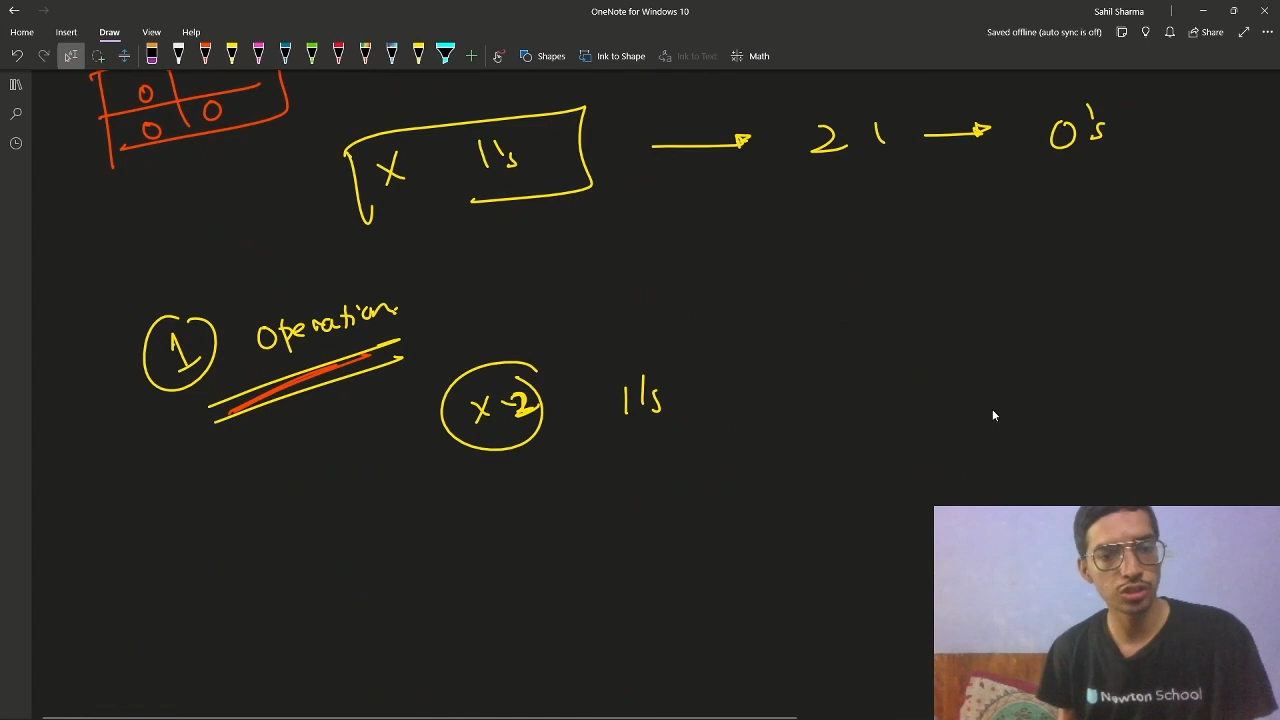 OneNote for Windows 10
Sahil Sharma
Home Insert Draw View Help
Saved offline (auto sync is off)
Share
Shapes
Ink to Shape
Ink to Text
Math
0
0 0
X 1's → 2 1 → 0's
1 operation
x-2 1's
Newton School